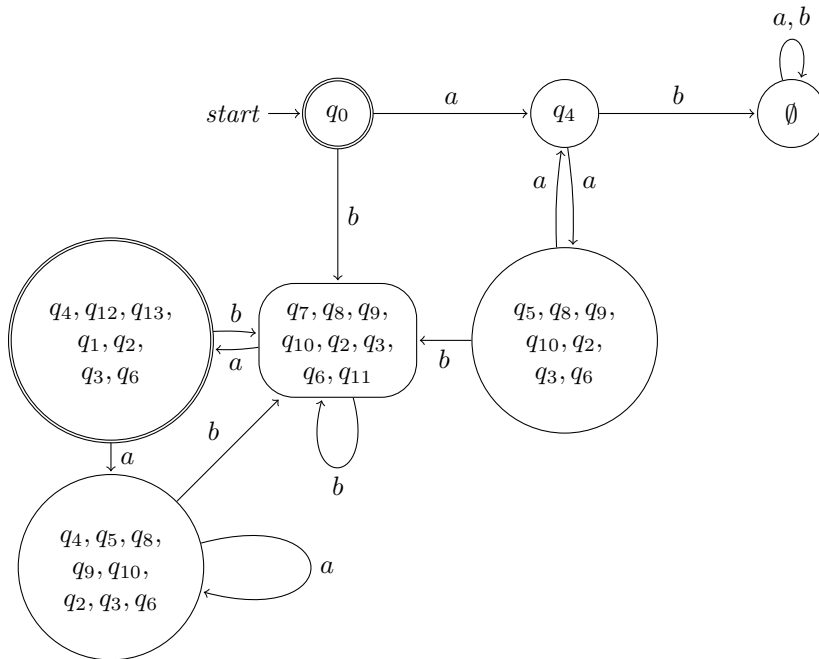 a, b
start
q₀
a
q₄
b
∅
a
a
b
q₄, q₁₂, q₁₃,
q₁, q₂,
q₃, q₆
b
a
q₇, q₈, q₉,
q₁₀, q₂, q₃,
q₆, q₁₁
b
q₅, q₈, q₉,
q₁₀, q₂,
q₃, q₆
a
b
b
q₄, q₅, q₈,
q₉, q₁₀,
q₂, q₃, q₆
a